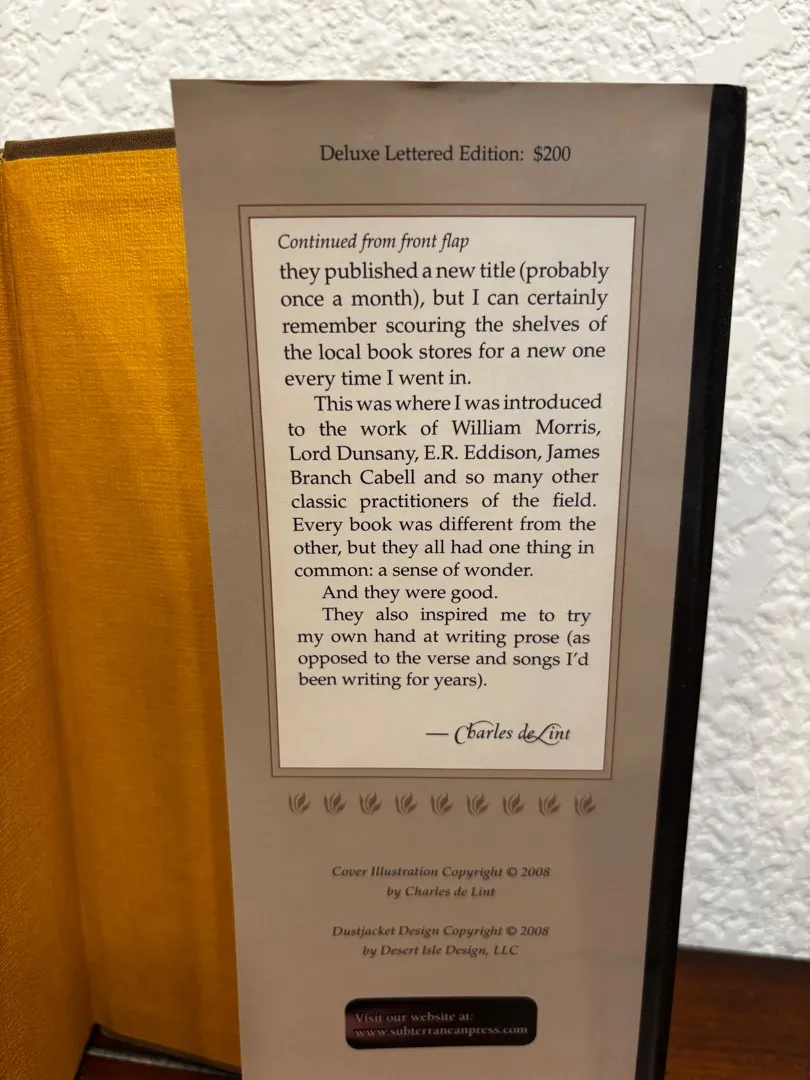 Deluxe Lettered Edition: $200
Continued from front flap
they published a new title (probably
once a month), but I can certainly
remember scouring the shelves of
the local book stores for a new one
every time I went in.
This was where I was introduced
to the work of William Morris,
Lord Dunsany, E.R. Eddison, James
Branch Cabell and so many other
classic practitioners of the field.
Every book was different from the
other, but they all had one thing in
common: a sense of wonder.
And they were good.
They also inspired me to try
my own hand at writing prose (as
opposed to the verse and songs I'd
been writing for years).
— Charles de Lint
Cover Illustration Copyright © 2008
by Charles de Lint
Dustjacket Design Copyright © 2008
by Desert Isle Design, LLC
Visit our website at:
www.subterraneanpress.com